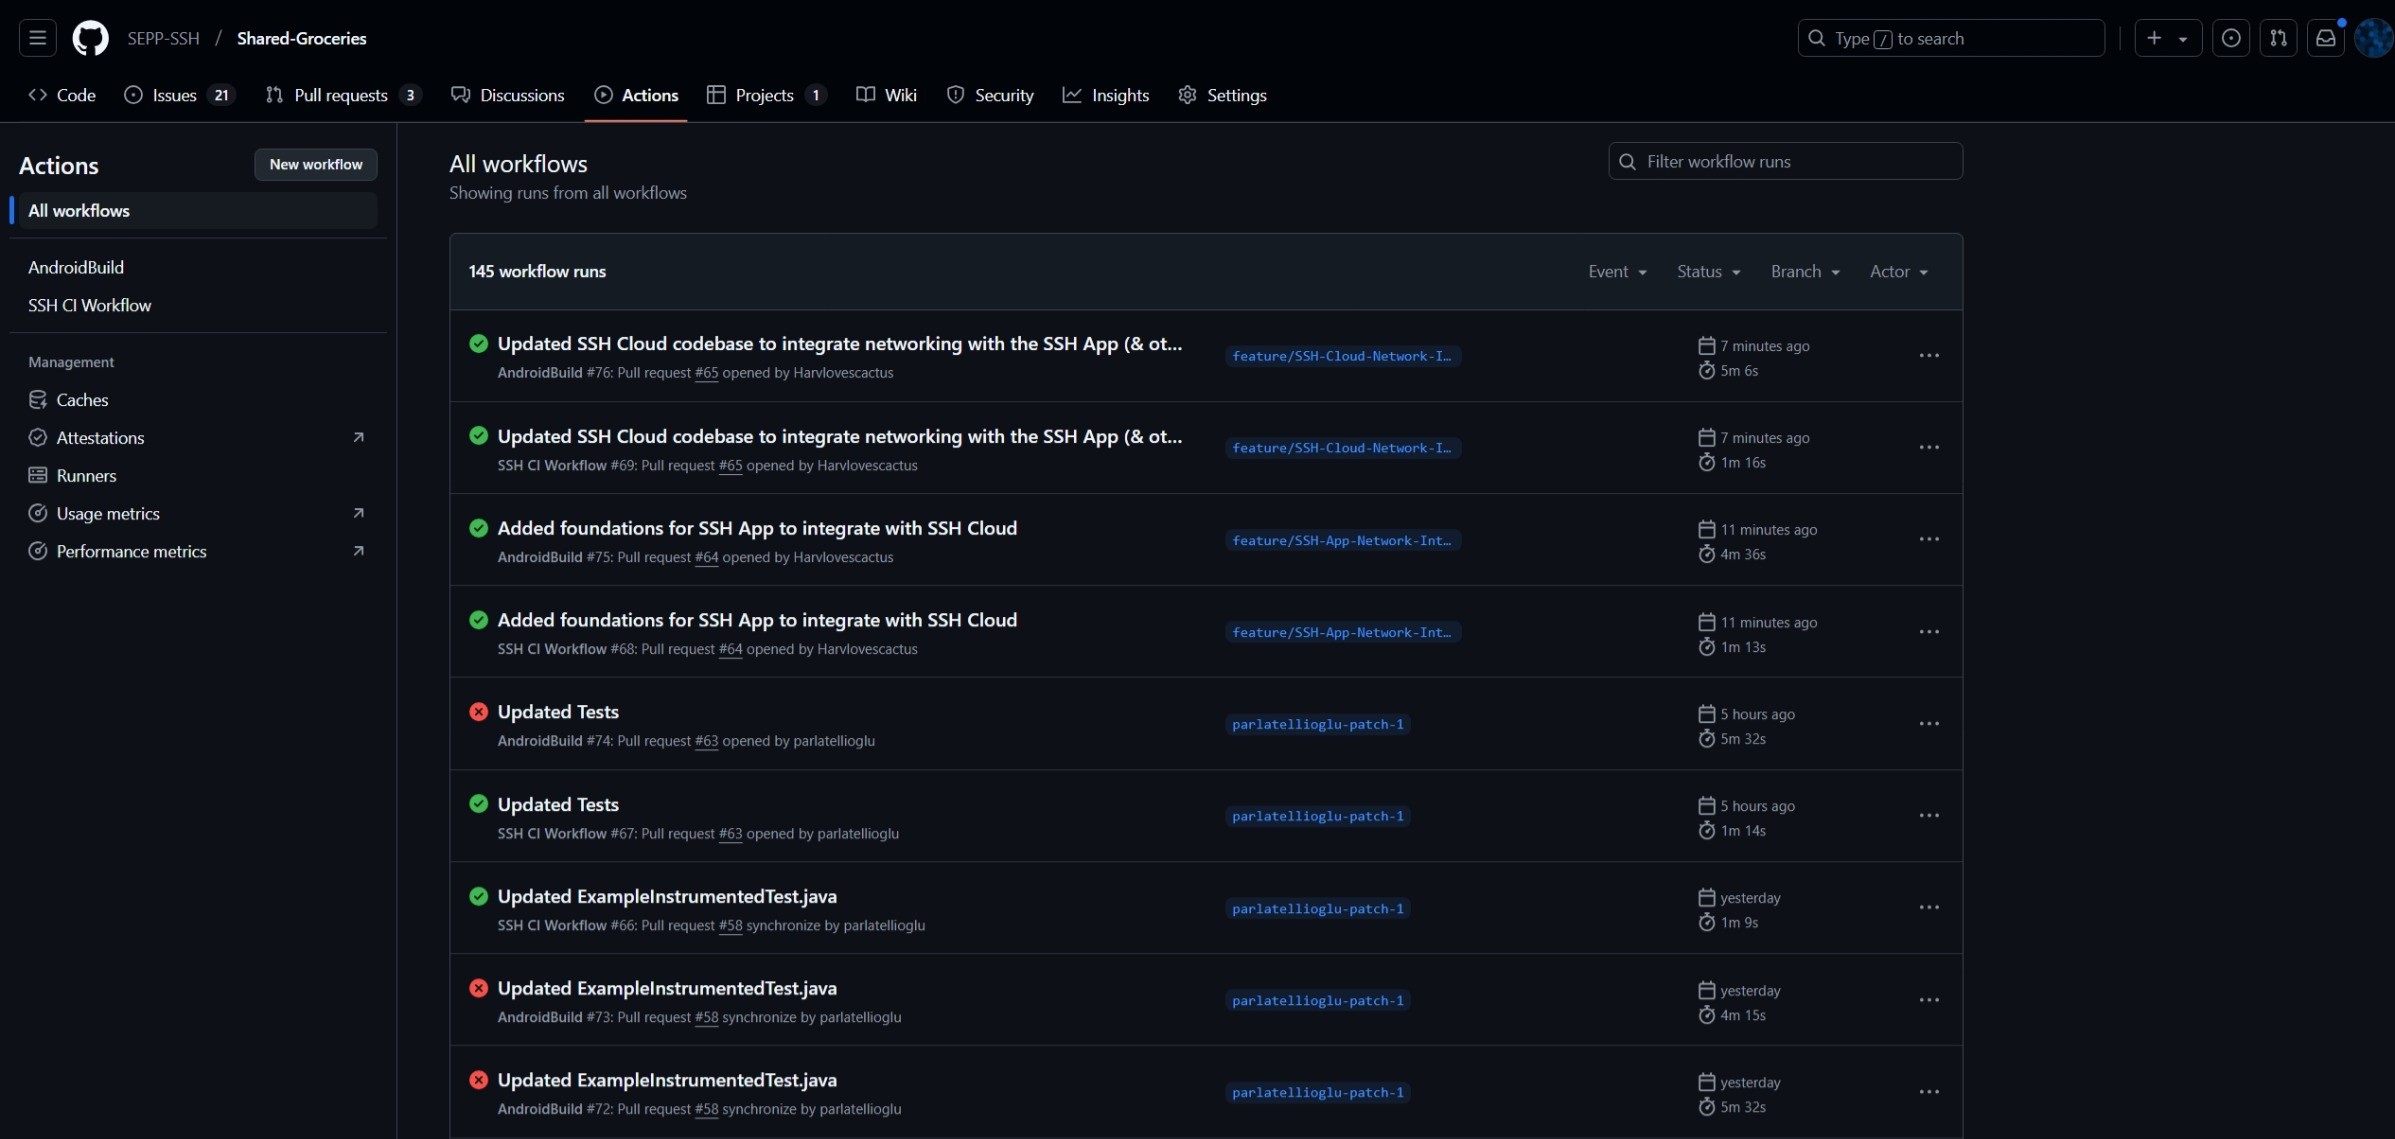 SEPP-SSH / Shared-Groceries
Type / to search
Code
Issues 21
Pull requests 3
Discussions
Actions
Projects 1
Wiki
Security
Insights
Settings
Actions
New workflow
All workflows
AndroidBuild
SSH CI Workflow
Management
Caches
Attestations
Runners
Usage metrics
Performance metrics
All workflows
Showing runs from all workflows
Filter workflow runs
145 workflow runs
Event
Status
Branch
Actor
Updated SSH Cloud codebase to integrate networking with the SSH App (& ot...
AndroidBuild #76: Pull request #65 opened by Harvlovescactus
feature/SSH-Cloud-Network-I…
7 minutes ago
5m 6s
Updated SSH Cloud codebase to integrate networking with the SSH App (& ot...
SSH CI Workflow #69: Pull request #65 opened by Harvlovescactus
feature/SSH-Cloud-Network-I…
7 minutes ago
1m 16s
Added foundations for SSH App to integrate with SSH Cloud
AndroidBuild #75: Pull request #64 opened by Harvlovescactus
feature/SSH-App-Network-Int…
11 minutes ago
4m 36s
Added foundations for SSH App to integrate with SSH Cloud
SSH CI Workflow #68: Pull request #64 opened by Harvlovescactus
feature/SSH-App-Network-Int…
11 minutes ago
1m 13s
Updated Tests
AndroidBuild #74: Pull request #63 opened by parlatellioglu
parlatellioglu-patch-1
5 hours ago
5m 32s
Updated Tests
SSH CI Workflow #67: Pull request #63 opened by parlatellioglu
parlatellioglu-patch-1
5 hours ago
1m 14s
Updated ExampleInstrumentedTest.java
SSH CI Workflow #66: Pull request #58 synchronize by parlatellioglu
parlatellioglu-patch-1
yesterday
1m 9s
Updated ExampleInstrumentedTest.java
AndroidBuild #73: Pull request #58 synchronize by parlatellioglu
parlatellioglu-patch-1
yesterday
4m 15s
Updated ExampleInstrumentedTest.java
AndroidBuild #72: Pull request #58 synchronize by parlatellioglu
parlatellioglu-patch-1
yesterday
5m 32s